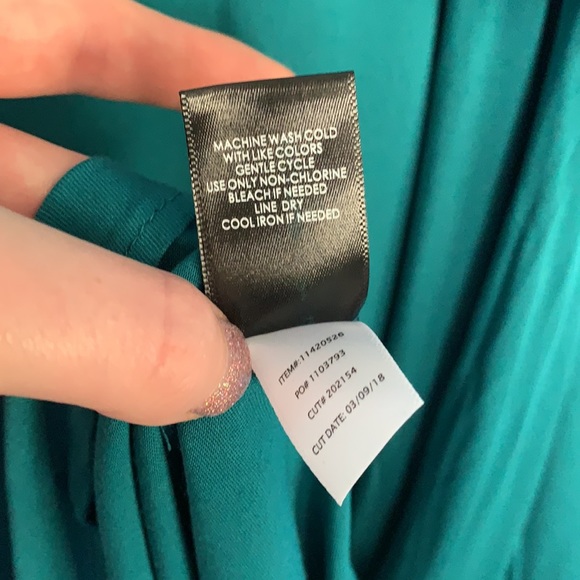 MACHINE WASH COLD
WITH LIKE COLORS
GENTLE CYCLE
USE ONLY NON-CHLORINE
BLEACH IF NEEDED
LINE DRY
COOL IRON IF NEEDED
ITEM#:11420526
PO# 1103793
CUT# 202154
CUT DATE: 03/09/18